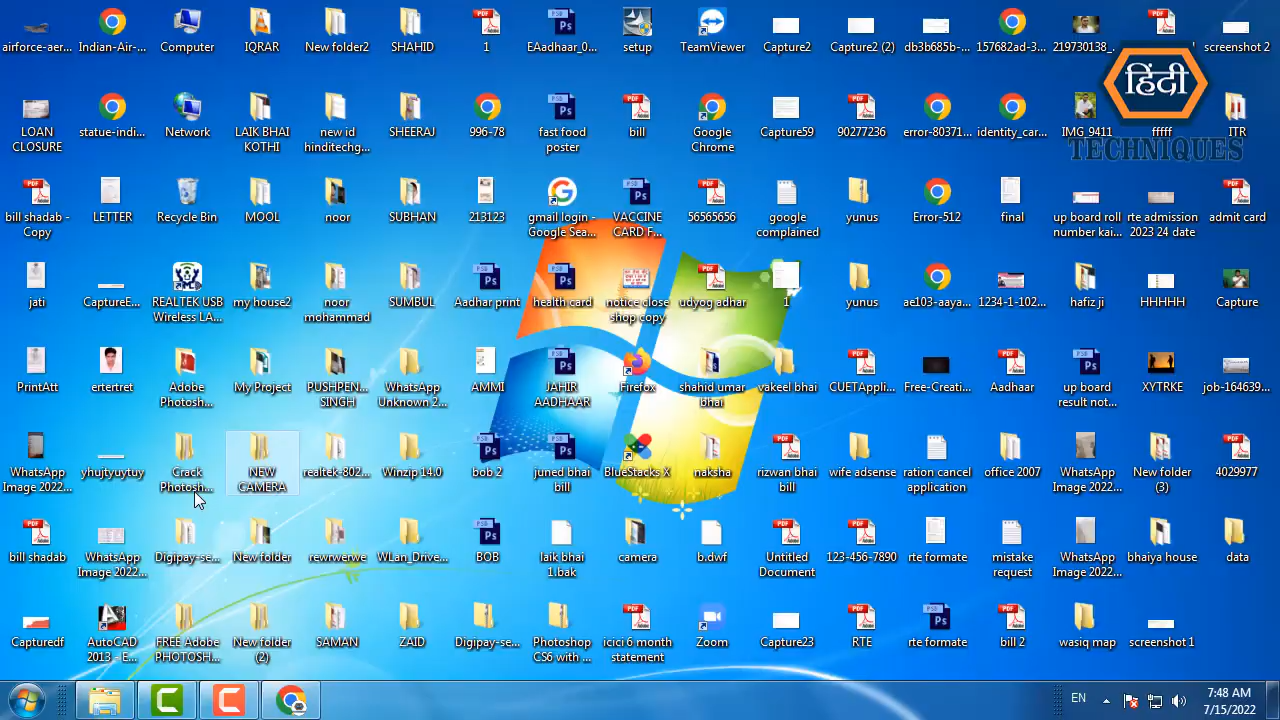 airforce-aer...
Indian-Air-...
Computer
IQRAR
New folder2
SHAHID
1
EAadhaar_0...
setup
TeamViewer
Capture2
Capture2 (2)
db3b685b-...
157682ad-3...
219730138_
screenshot 2
हिंदी
TECHNIQUES
LOAN
CLOSURE
statue-indi...
Network
LAIK BHAI
KOTHI
new id
hinditechg...
SHEERAJ
996-78
fast food
poster
bill
Google
Chrome
Capture59
90277236
error-80371...
identity_car...
IMG_9411
fffff
ITR
bill shadab -
Copy
LETTER
Recycle Bin
MOOL
noor
SUBHAN
213123
gmail login -
Google Sea...
VACCINE
CARD F...
56565656
google
complained
yunus
Error-512
final
up board roll
number kai...
rte admission
2023 24 date
admit card
jati
CaptureE...
REALTEK USB
Wireless LA...
my house2
noor
mohammad
SUMBUL
Aadhar print
health card
notice close
shop copy
udyog adhar
1
yunus
ae103-aaya...
1234-1-102...
hafiz ji
HHHHH
Capture
PrintAtt
ertertret
Adobe
Photosh...
My Project
PUSHPEN...
SINGH
WhatsApp
Unknown 2...
AMMI
JAHIR
AADHAAR
Firefox
shahid umar
bhai
vakeel bhai
CUETAppli...
Free-Creati...
Aadhaar
up board
result not...
XYTRKE
job-164639...
WhatsApp
Image 2022...
yhujtyuytuy
Crack
Photosh...
NEW
CAMERA
realtek-802...
Winzip 14.0
bob 2
juned bhai
bill
BlueStacks X
naksha
rizwan bhai
bill
wife adsense
ration cancel
application
office 2007
WhatsApp
Image 2022...
New folder
(3)
4029977
bill shadab
WhatsApp
Image 2022...
Digipay-se...
New folder
rewrwerwe
WLan_Drive...
BOB
laik bhai
1.bak
camera
b.dwf
Untitled
Document
123-456-7890
rte formate
mistake
request
WhatsApp
Image 2022...
bhaiya house
data
Capturedf
AutoCAD
2013 - E...
FREE Adobe
PHOTOSH...
New folder
(2)
SAMAN
ZAID
Digipay-se...
Photoshop
CS6 with ...
icici 6 month
statement
Zoom
Capture23
RTE
rte formate
bill 2
wasiq map
screenshot 1
EN
7:48 AM
7/15/2022